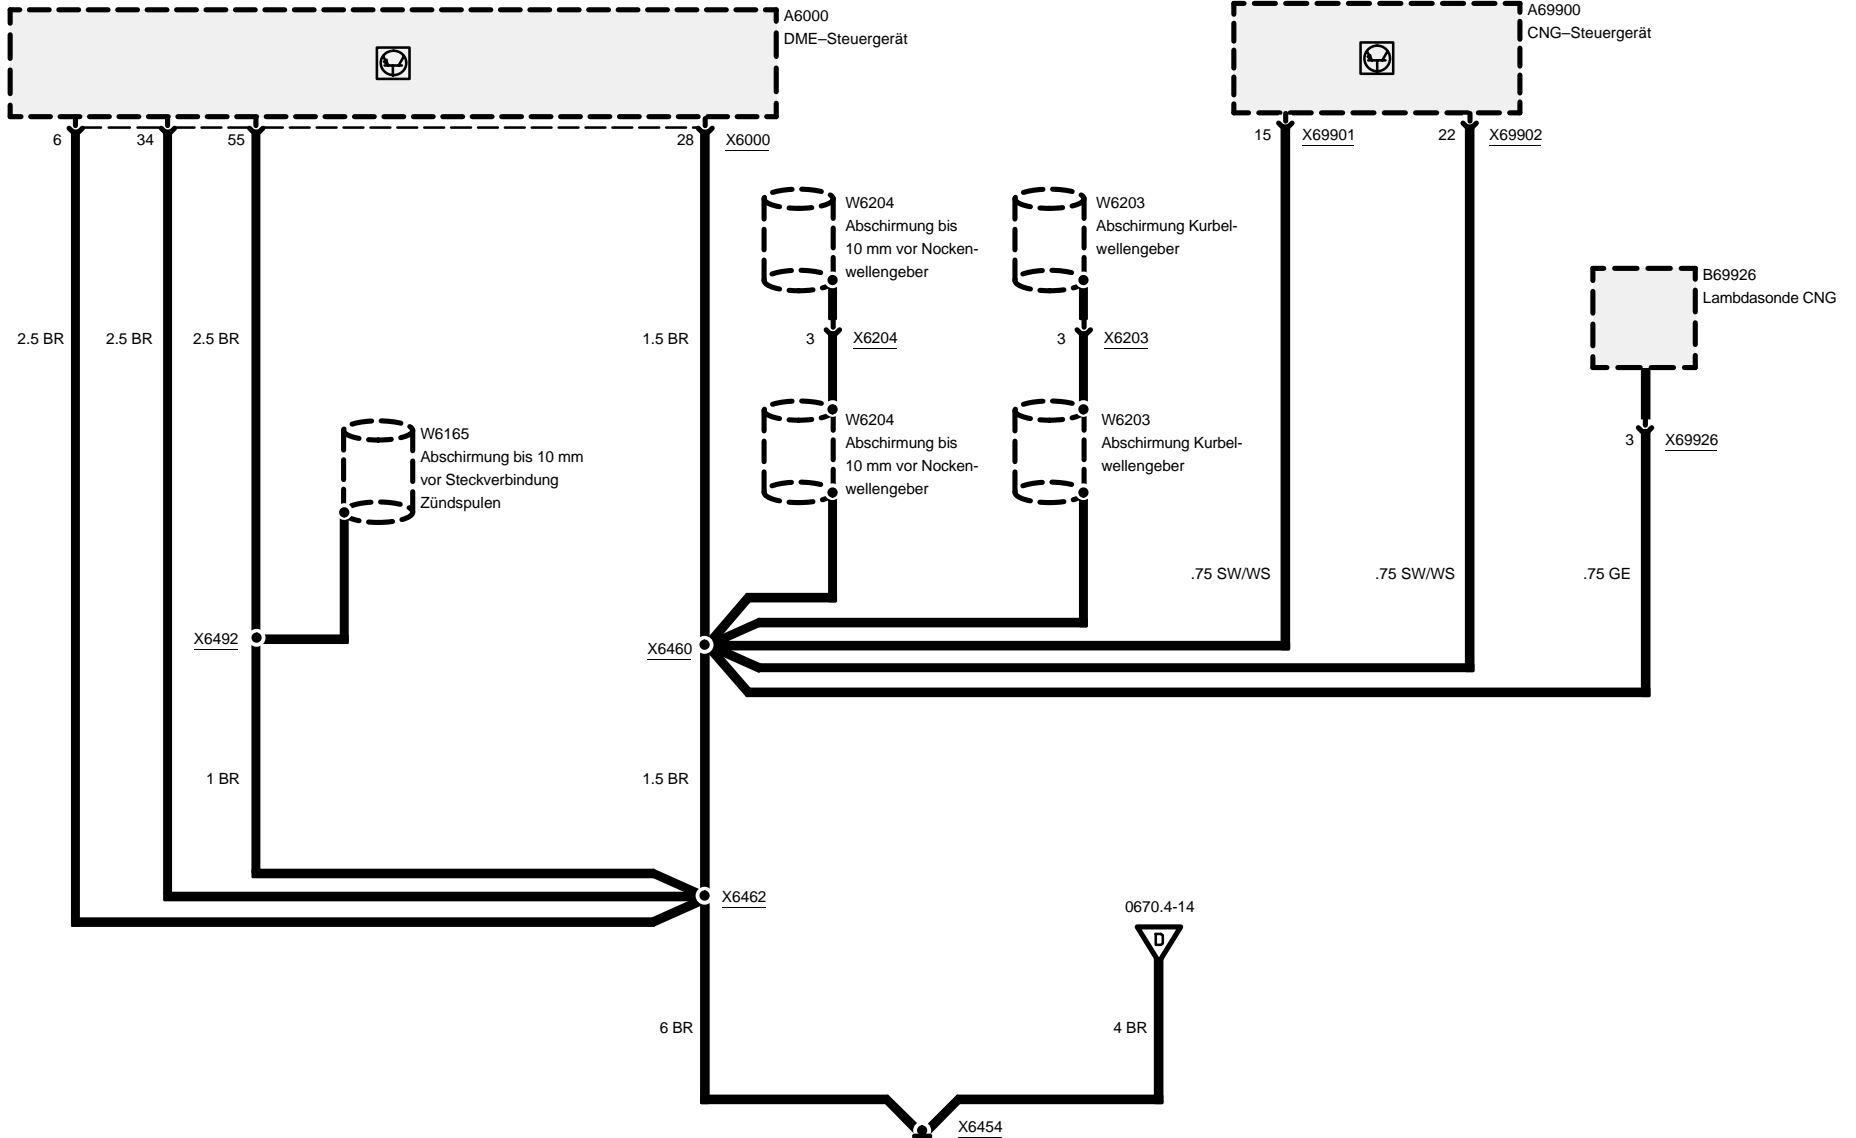 A6000
DME–Steuergerät
A69900
CNG–Steuergerät
6
34
55
28
X6000
15
X69901
22
X69902
W6204
Abschirmung bis
10 mm vor Nocken-
wellengeber
W6203
Abschirmung Kurbel-
wellengeber
B69926
Lambdasonde CNG
2.5 BR
2.5 BR
2.5 BR
1.5 BR
3
X6204
3
X6203
W6165
Abschirmung bis 10 mm
vor Steckverbindung
Zündspulen
W6204
Abschirmung bis
10 mm vor Nocken-
wellengeber
W6203
Abschirmung Kurbel-
wellengeber
3
X69926
.75 SW/WS
.75 SW/WS
.75 GE
X6492
X6460
1 BR
1.5 BR
X6462
0670.4-14
D
6 BR
4 BR
X6454